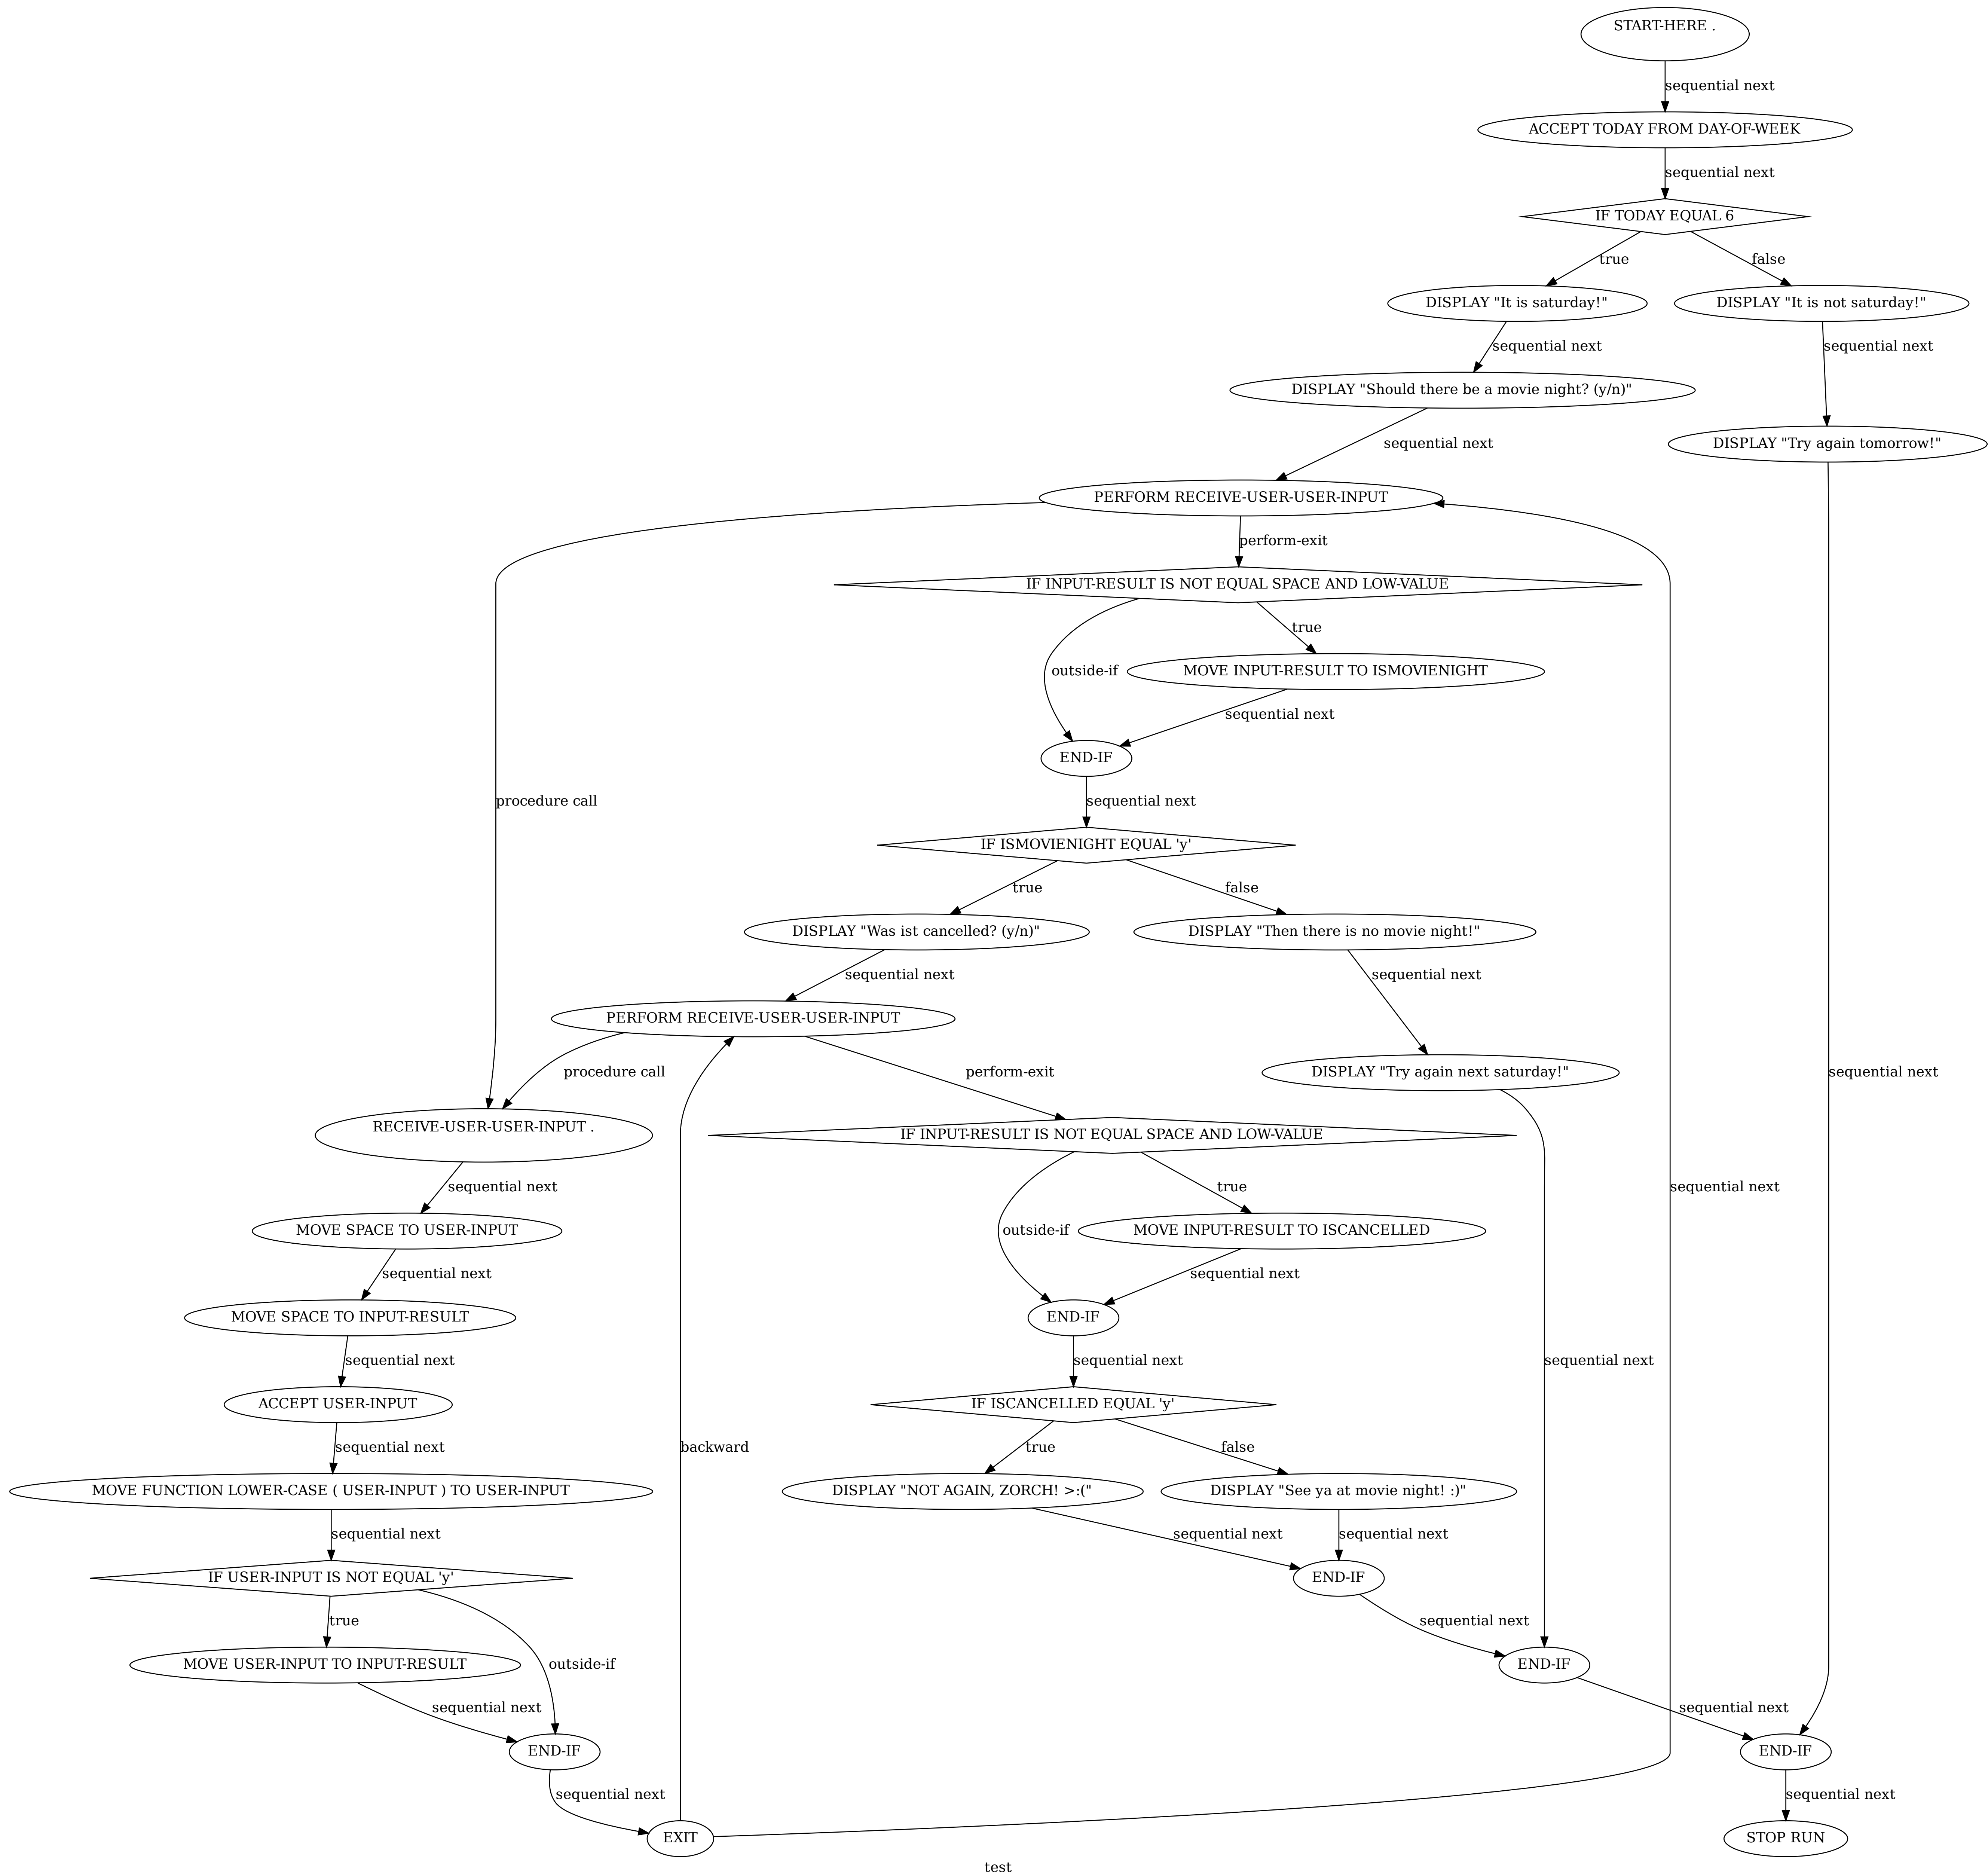 START-HERE .
sequential next
ACCEPT TODAY FROM DAY-OF-WEEK
sequential next
IF TODAY EQUAL 6
true
false
DISPLAY "It is saturday!"
DISPLAY "It is not saturday!"
sequential next
sequential next
DISPLAY "Should there be a movie night? (y/n)"
sequential next
DISPLAY "Try again tomorrow!"
PERFORM RECEIVE-USER-USER-INPUT
perform-exit
IF INPUT-RESULT IS NOT EQUAL SPACE AND LOW-VALUE
true
outside-if
MOVE INPUT-RESULT TO ISMOVIENIGHT
sequential next
END-IF
procedure call
sequential next
IF ISMOVIENIGHT EQUAL 'y'
true
false
DISPLAY "Was ist cancelled? (y/n)"
DISPLAY "Then there is no movie night!"
sequential next
sequential next
PERFORM RECEIVE-USER-USER-INPUT
procedure call
perform-exit
DISPLAY "Try again next saturday!"
sequential next
RECEIVE-USER-USER-INPUT .
IF INPUT-RESULT IS NOT EQUAL SPACE AND LOW-VALUE
sequential next
true
sequential next
MOVE SPACE TO USER-INPUT
outside-if
MOVE INPUT-RESULT TO ISCANCELLED
sequential next
sequential next
MOVE SPACE TO INPUT-RESULT
END-IF
sequential next
sequential next
sequential next
ACCEPT USER-INPUT
IF ISCANCELLED EQUAL 'y'
sequential next
backward
true
false
MOVE FUNCTION LOWER-CASE ( USER-INPUT ) TO USER-INPUT
DISPLAY "NOT AGAIN, ZORCH! >:("
DISPLAY "See ya at movie night! :)"
sequential next
sequential next
sequential next
IF USER-INPUT IS NOT EQUAL 'y'
END-IF
true
sequential next
MOVE USER-INPUT TO INPUT-RESULT
outside-if
END-IF
sequential next
sequential next
END-IF
END-IF
sequential next
sequential next
EXIT
STOP RUN
test